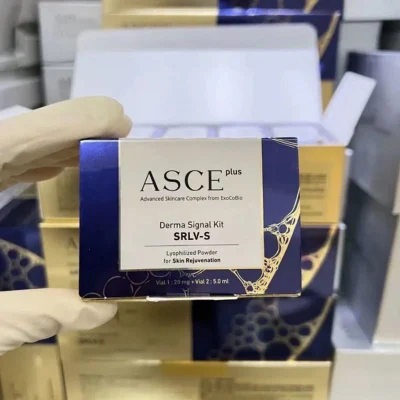 ASCE plus
Advanced Skincare Complex from ExoCoBio
Derma Signal Kit
SRLV-S
Lyophilized Powder
for Skin Rejuvenation
Vial 1 : 20 mg + Vial 2 : 5.0 ml